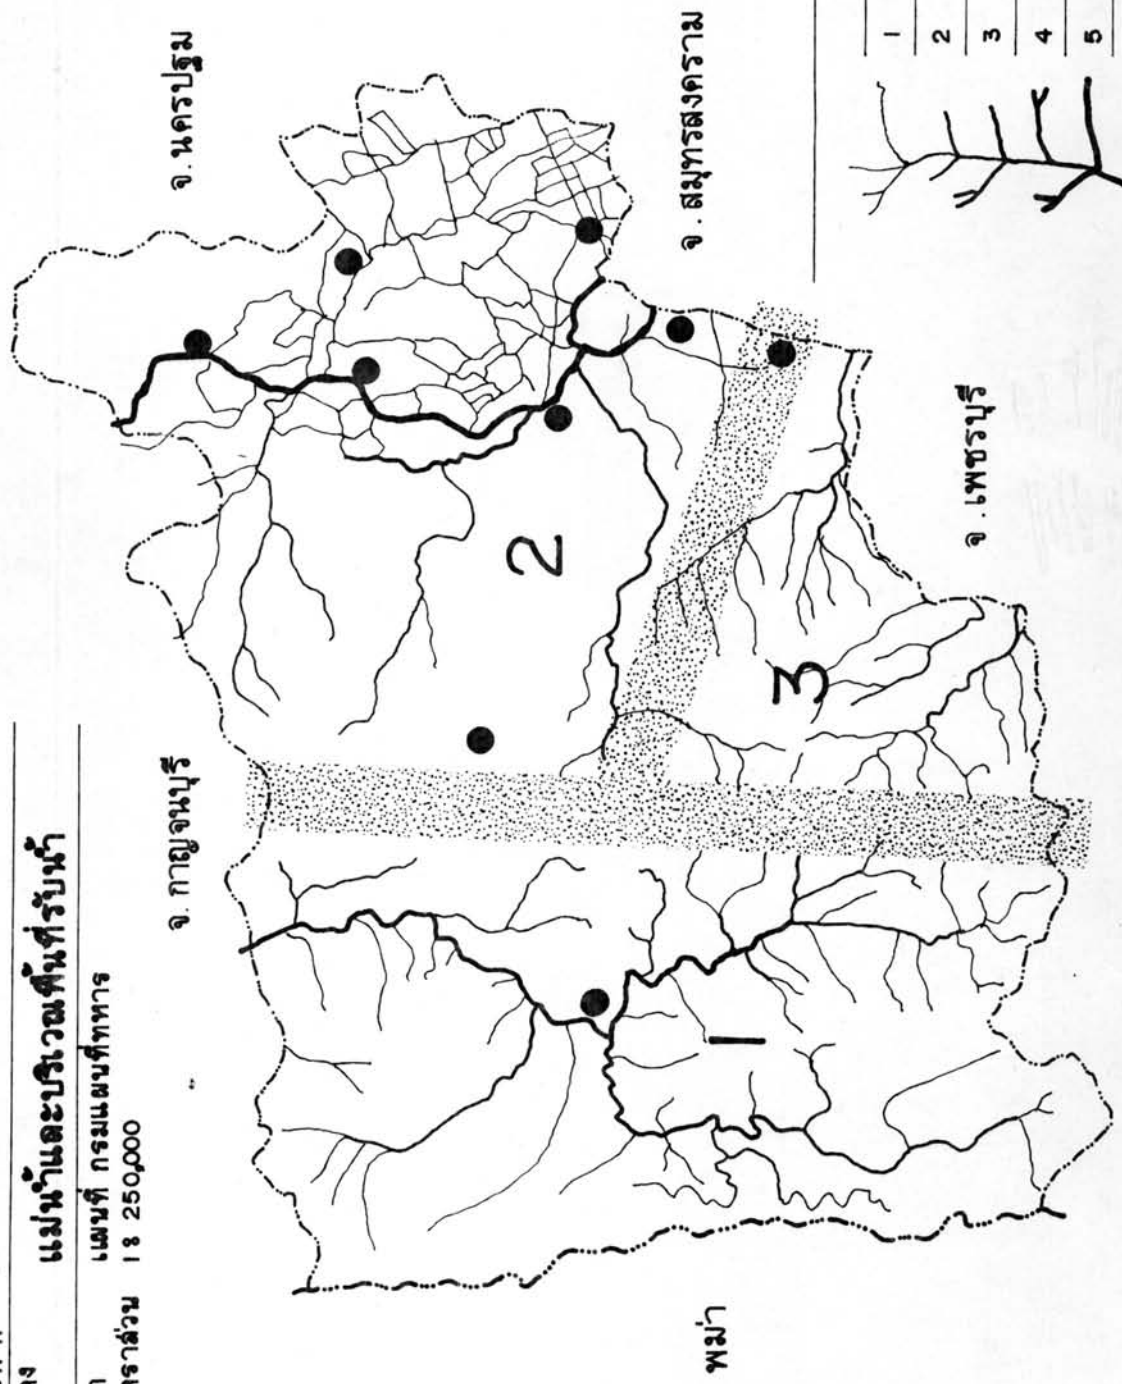 แม่น้ำและบริเวณพื้นที่รับน้ำ
แผนที่ กรมแผนที่ทหาร
1 : 250,000
จ. กาญจนบุรี
จ. นครปฐม
จ. สมุทรสงคราม
จ. เพชรบุรี
พม่า
1
2
3
1
2
3
4
5